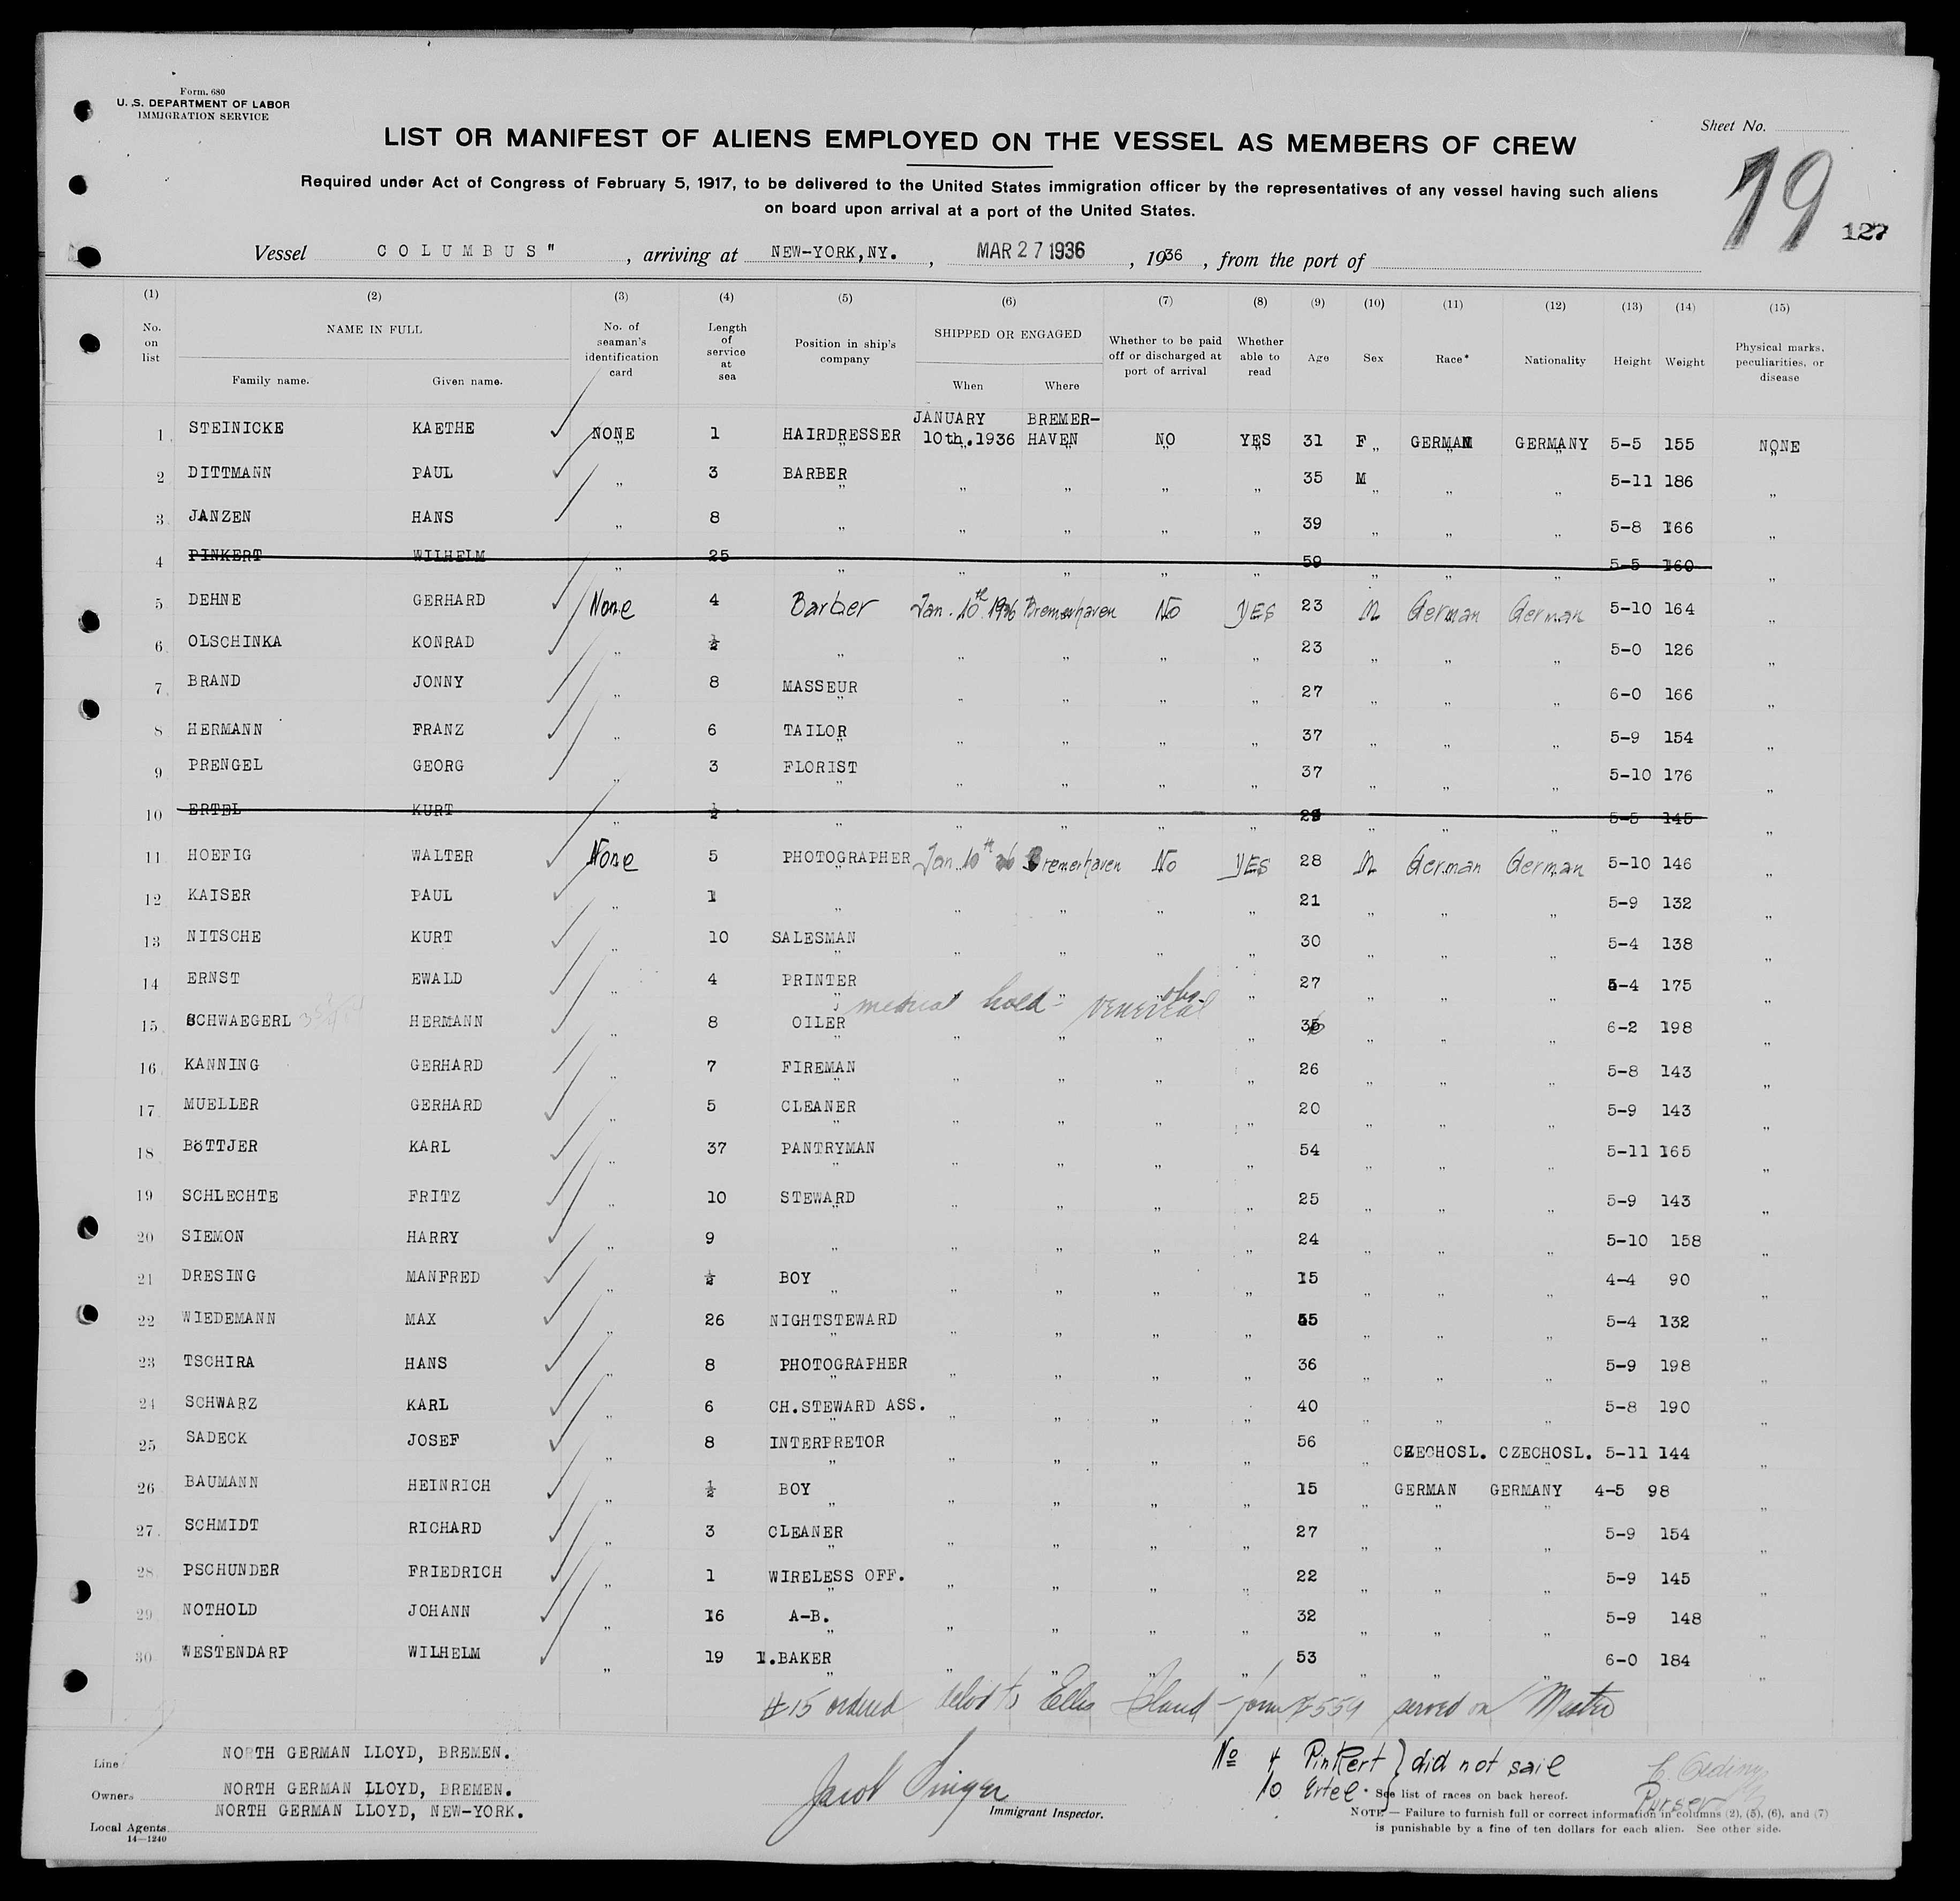 Form. 680
U. S. DEPARTMENT OF LABOR
IMMIGRATION SERVICE
Sheet No.
LIST OR MANIFEST OF ALIENS EMPLOYED ON THE VESSEL AS MEMBERS OF CREW
Required under Act of Congress of February 5, 1917, to be delivered to the United States immigration officer by the representatives of any vessel having such aliens
on board upon arrival at a port of the United States.
19
127
Vessel COLUMBUS" , arriving at NEW-YORK,NY. , MAR 27 1936 , 1936 , from the port of
(1) (2) (3) (4) (5) (6) (7) (8) (9) (10) (11) (12) (13) (14) (15)
No. on list NAME IN FULL Family name. Given name. No. of seaman's identification card Length of service at sea Position in ship's company SHIPPED OR ENGAGED When Where Whether to be paid off or discharged at port of arrival Whether able to read Age Sex Race* Nationality Height Weight Physical marks, peculiarities, or disease
1 STEINICKE KAETHE NONE 1 HAIRDRESSER JANUARY 10th.1936 BREMER-HAVEN NO YES 31 F GERMAN GERMANY 5-5 155 NONE
2 DITTMANN PAUL " 3 BARBER " " " " 35 M " " 5-11 186 "
3 JANZEN HANS " 8 " " " " " 39 " " " 5-8 166 "
4 PINKERT WILHELM " 25 " " " " " 59 " " " 5-5 160 "
5 DEHNE GERHARD None 4 Barber Jan. 10th 1936 Bremerhaven No YES 23 M German German 5-10 164 "
6 OLSCHINKA KONRAD " ½ " " " " " 23 " " " 5-0 126 "
7 BRAND JONNY " 8 MASSEUR " " " " 27 " " " 6-0 166 "
8 HERMANN FRANZ " 6 TAILOR " " " " 37 " " " 5-9 154 "
9 PRENGEL GEORG " 3 FLORIST " " " " 37 " " " 5-10 176 "
10 ERTEL KURT " ½ " " " " " " " " 5-5 145 "
11 HOEFIG WALTER None 5 PHOTOGRAPHER Jan. 10th 36 Bremerhaven No YES 28 M German German 5-10 146 "
12 KAISER PAUL " 1 " " " " " 21 " " " 5-9 132 "
13 NITSCHE KURT " 10 SALESMAN " " " " 30 " " " 5-4 138 "
14 ERNST EWALD " 4 PRINTER " " " " 27 " " " 5-4 175 "
medical hold - venereal obs.
15 SCHWAEGERL HERMANN " 8 OILER " " " " 36 " " " 6-2 198 "
16 KANNING GERHARD " 7 FIREMAN " " " " 26 " " " 5-8 143 "
17 MUELLER GERHARD " 5 CLEANER " " " " 20 " " " 5-9 143 "
18 BöTTJER KARL " 37 PANTRYMAN " " " " 54 " " " 5-11 165 "
19 SCHLECHTE FRITZ " 10 STEWARD " " " " 25 " " " 5-9 143 "
20 SIEMON HARRY " 9 " " " " " 24 " " " 5-10 158 "
21 DRESING MANFRED " ½ BOY " " " " 15 " " " 4-4 90 "
22 WIEDEMANN MAX " 26 NIGHTSTEWARD " " " " 55 " " " 5-4 132 "
23 TSCHIRA HANS " 8 PHOTOGRAPHER " " " " 36 " " " 5-9 198 "
24 SCHWARZ KARL " 6 CH.STEWARD ASS. " " " " 40 " " " 5-8 190 "
25 SADECK JOSEF " 8 INTERPRETOR " " " " 56 " CZECHOSL. CZECHOSL. 5-11 144 "
26 BAUMANN HEINRICH " ½ BOY " " " " 15 " GERMAN GERMANY 4-5 98 "
27 SCHMIDT RICHARD " 3 CLEANER " " " " 27 " " " 5-9 154 "
28 PSCHUNDER FRIEDRICH " 1 WIRELESS OFF. " " " " 22 " " " 5-9 145 "
29 NOTHOLD JOHANN " 16 A-B. " " " " 32 " " " 5-9 148 "
30 WESTENDARP WILHELM " 19 1.BAKER " " " " 53 " " " 6-0 184 "
#15 ordered to Ellis Island - form #559 served on Master
Line NORTH GERMAN LLOYD, BREMEN.
Owners NORTH GERMAN LLOYD, BREMEN.
Local Agents NORTH GERMAN LLOYD, NEW-YORK.
14-1240
Jacob Singer
Immigrant Inspector.
No 4 Pinkert } did not sail
10 Ertel
Purser
See list of races on back hereof.
NOTE.—Failure to furnish full or correct information in columns (2), (5), (6), and (7)
is punishable by a fine of ten dollars for each alien. See other side.